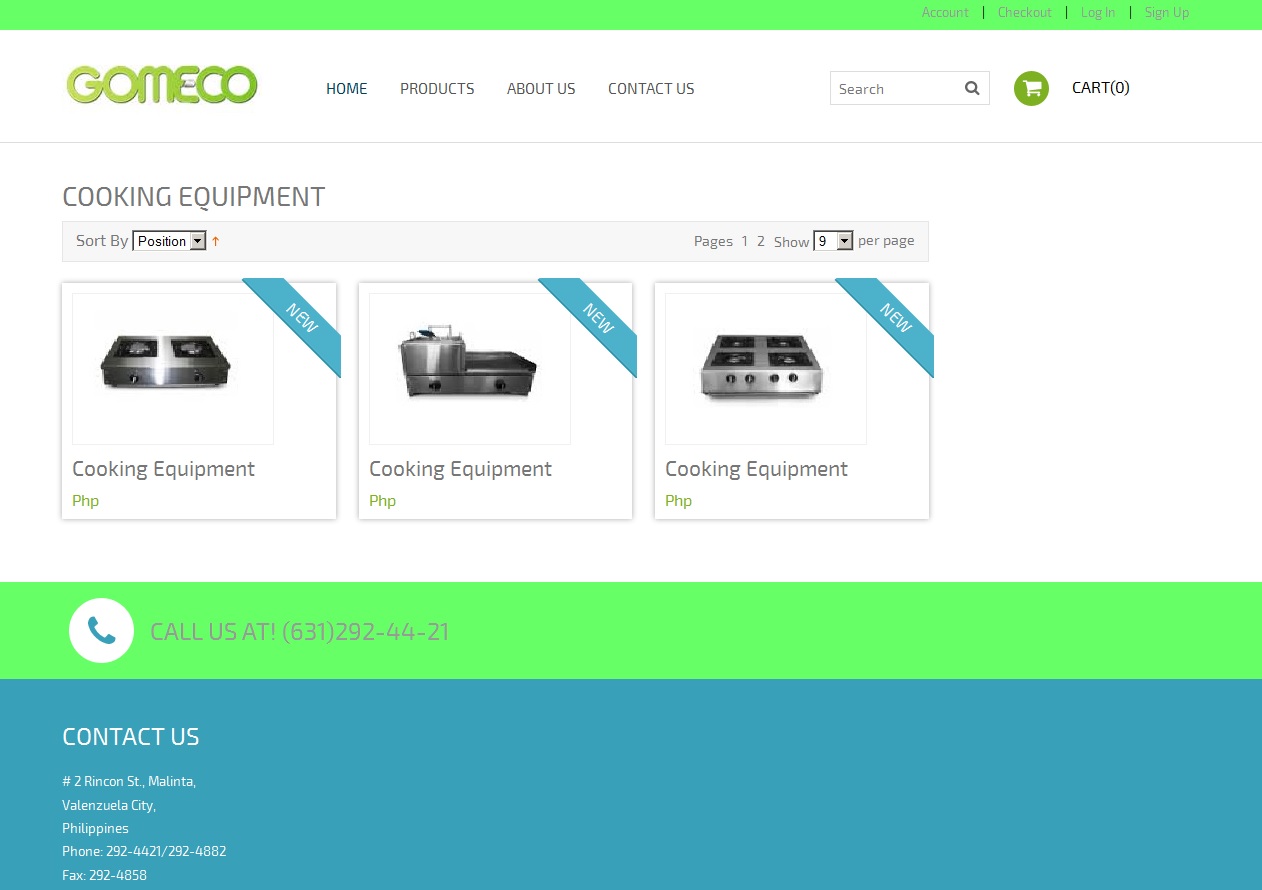 Account | Checkout | Log In | Sign Up
GOMECO
HOME PRODUCTS ABOUT US CONTACT US
Search
CART(0)
COOKING EQUIPMENT
Sort By Position
Pages 1 2 Show 9 per page
NEW
NEW
NEW
Cooking Equipment
Php
Cooking Equipment
Php
Cooking Equipment
Php
CALL US AT! (631)292-44-21
CONTACT US
# 2 Rincon St., Malinta,
Valenzuela City,
Philippines
Phone: 292-4421/292-4882
Fax: 292-4858